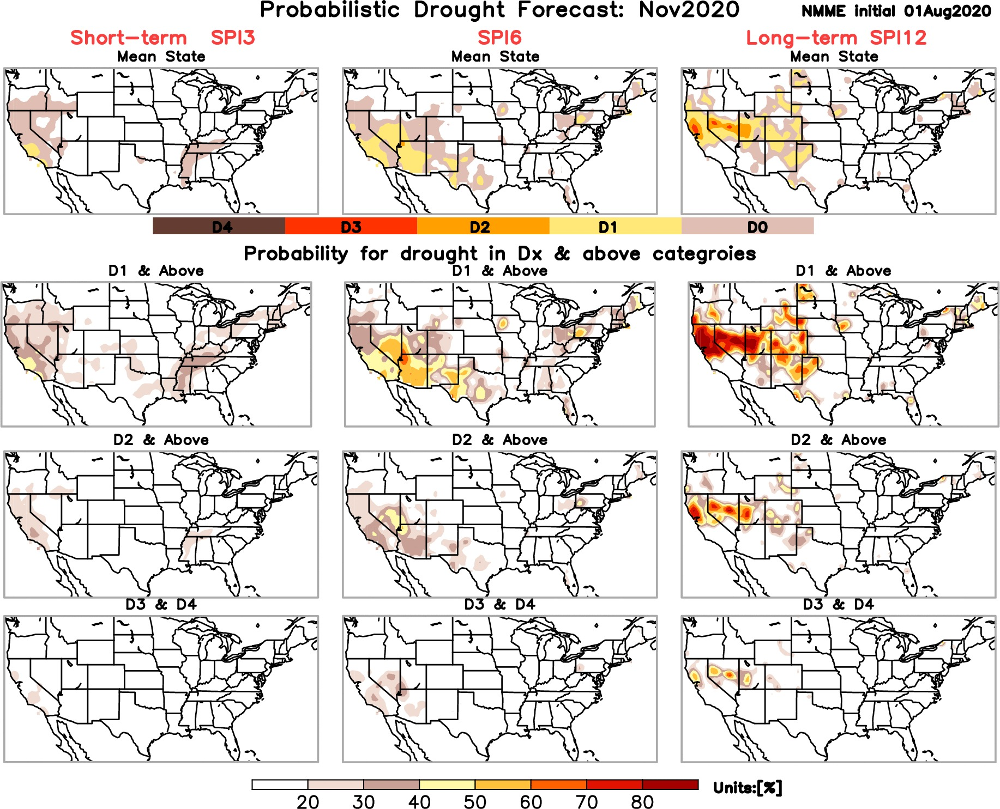 Probabilistic Drought Forecast: Nov2020 NMME initial 01Aug2020
Short-term SPI3 SPI6 Long-term SPI12
Mean State Mean State Mean State
D4 D3 D2 D1 D0
Probability for drought in Dx & above categroies
D1 & Above D1 & Above D1 & Above
D2 & Above D2 & Above D2 & Above
D3 & D4 D3 & D4 D3 & D4
20 30 40 50 60 70 80 Units:[%]